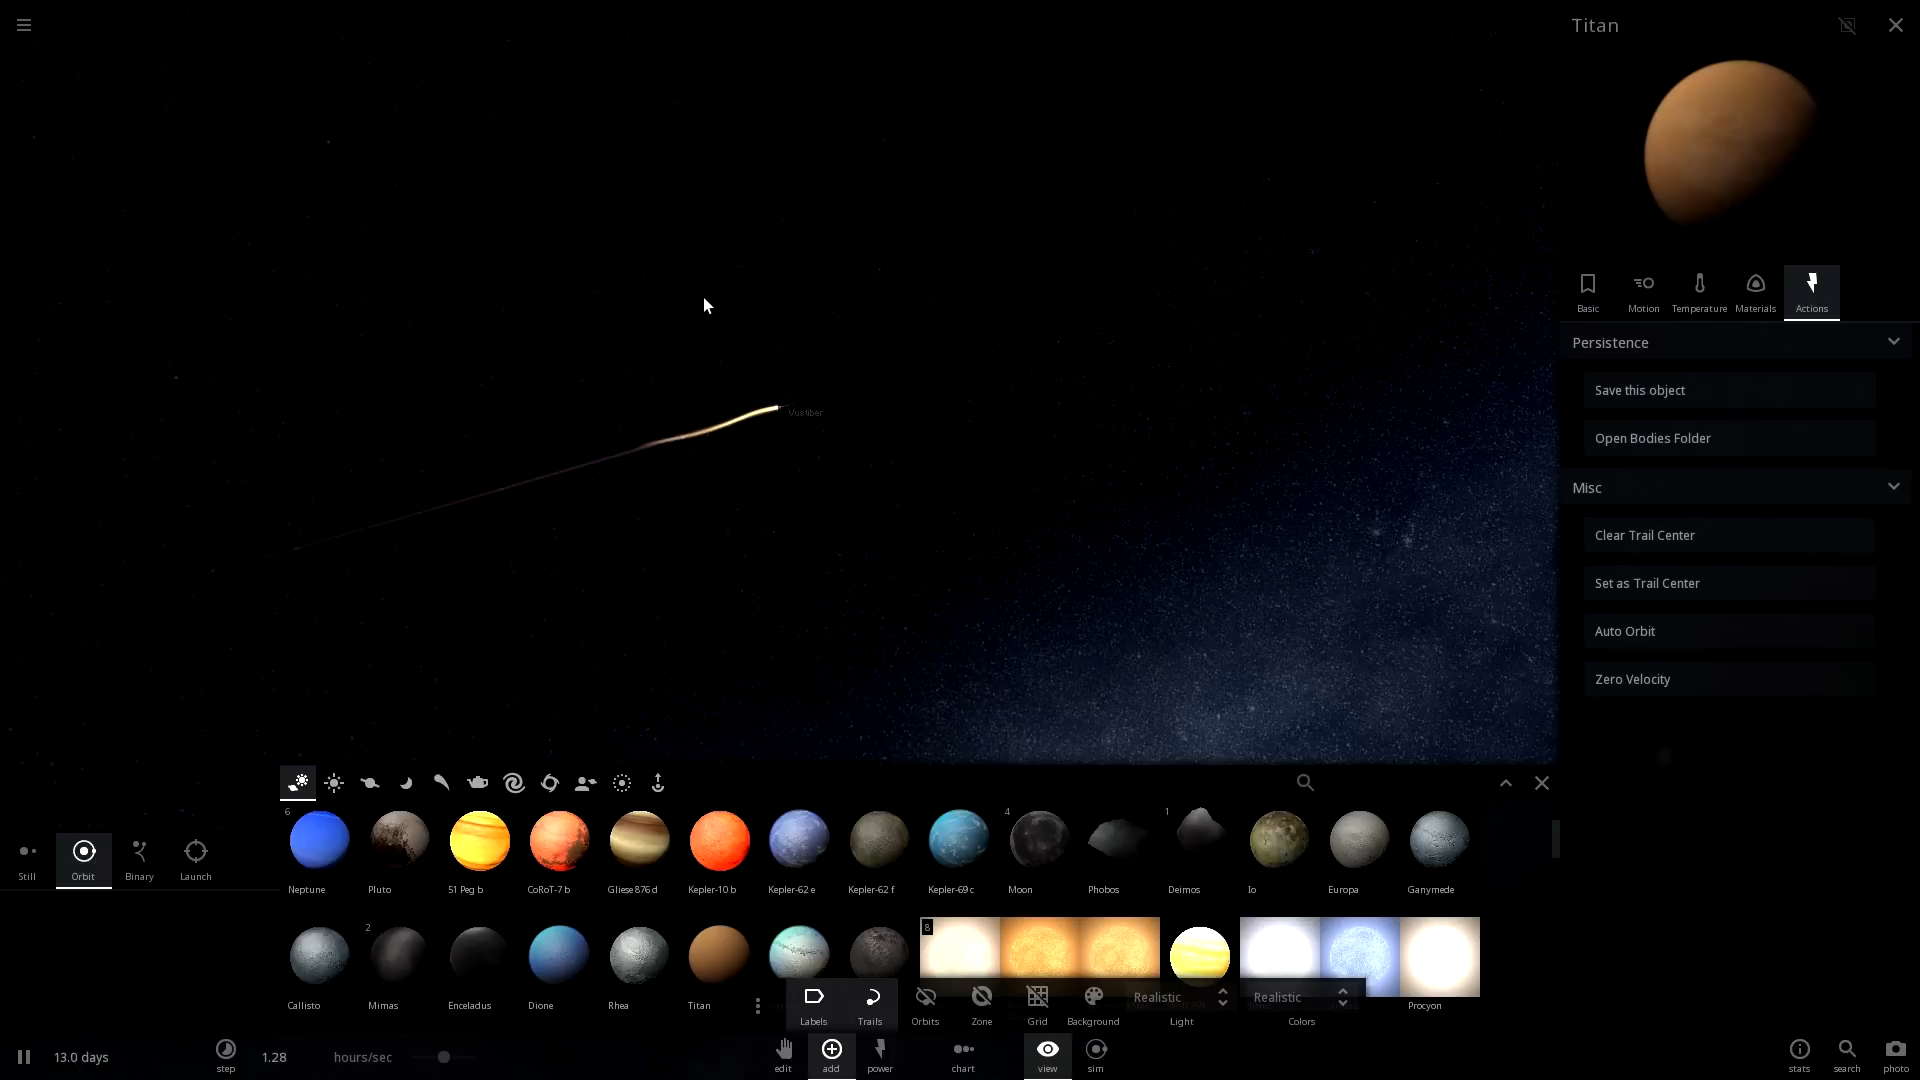 Titan
Vustiber
Basic
Motion
Temperature
Materials
Actions
Persistence
Save this object
Open Bodies Folder
Misc
Clear Trail Center
Set as Trail Center
Auto Orbit
Zero Velocity
Still
Orbit
Binary
Launch
6
4
1
Neptune
Pluto
51 Peg b
CoRoT-7 b
Gliese 876 d
Kepler-10 b
Kepler-62 e
Kepler-62 f
Kepler-69 c
Moon
Phobos
Deimos
Io
Europa
Ganymede
2
8
Callisto
Mimas
Enceladus
Dione
Rhea
Titan
Procyon
Labels
Trails
Orbits
Zone
Grid
Background
Realistic
Light
Realistic
Colors
13.0 days
step
1.28
hours/sec
edit
add
power
chart
view
sim
stats
search
photo